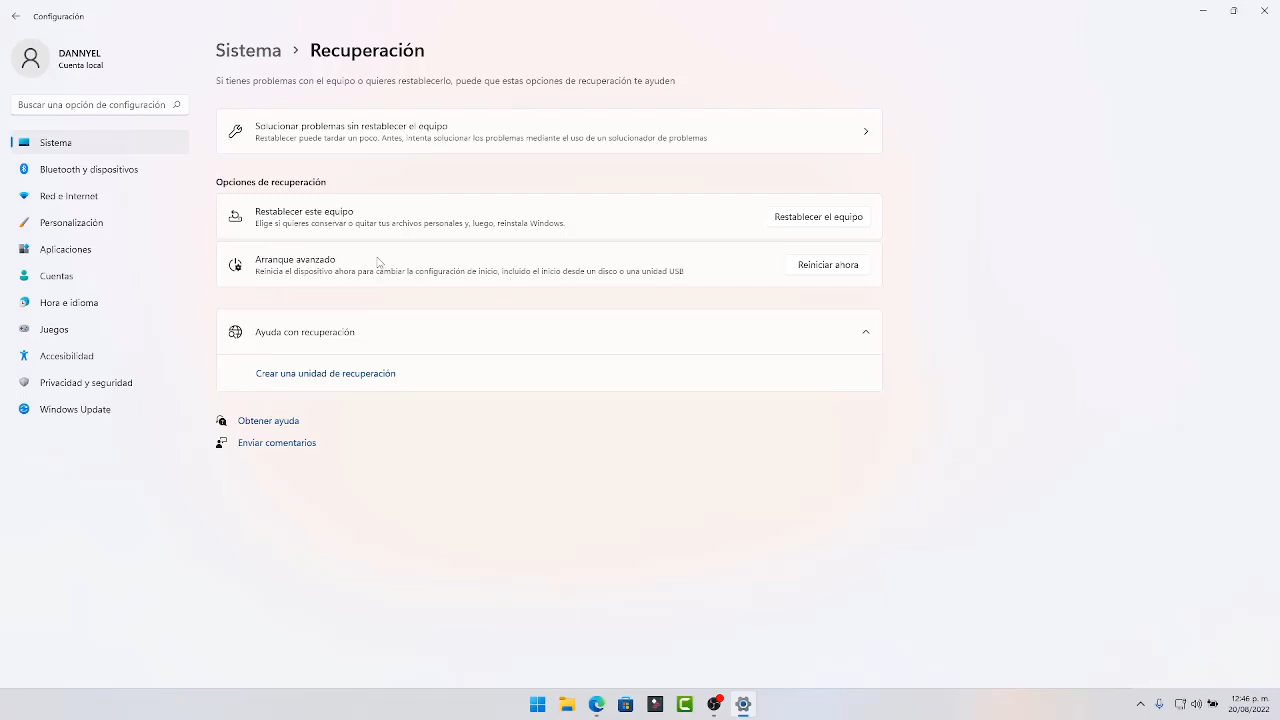 Configuración
DANNYEL
Cuenta local
Buscar una opción de configuración
Sistema
Bluetooth y dispositivos
Red e Internet
Personalización
Aplicaciones
Cuentas
Hora e idioma
Juegos
Accesibilidad
Privacidad y seguridad
Windows Update
Sistema > Recuperación
Si tienes problemas con el equipo o quieres restablecerlo, puede que estas opciones de recuperación te ayuden
Solucionar problemas sin restablecer el equipo
Restablecer puede tardar un poco. Antes, intenta solucionar los problemas mediante el uso de un solucionador de problemas
Opciones de recuperación
Restablecer este equipo
Elige si quieres conservar o quitar tus archivos personales y, luego, reinstala Windows.
Restablecer el equipo
Arranque avanzado
Reinicia el dispositivo ahora para cambiar la configuración de inicio, incluido el inicio desde un disco o una unidad USB
Reiniciar ahora
Ayuda con recuperación
Crear una unidad de recuperación
Obtener ayuda
Enviar comentarios
12:46 p. m.
20/08/2022